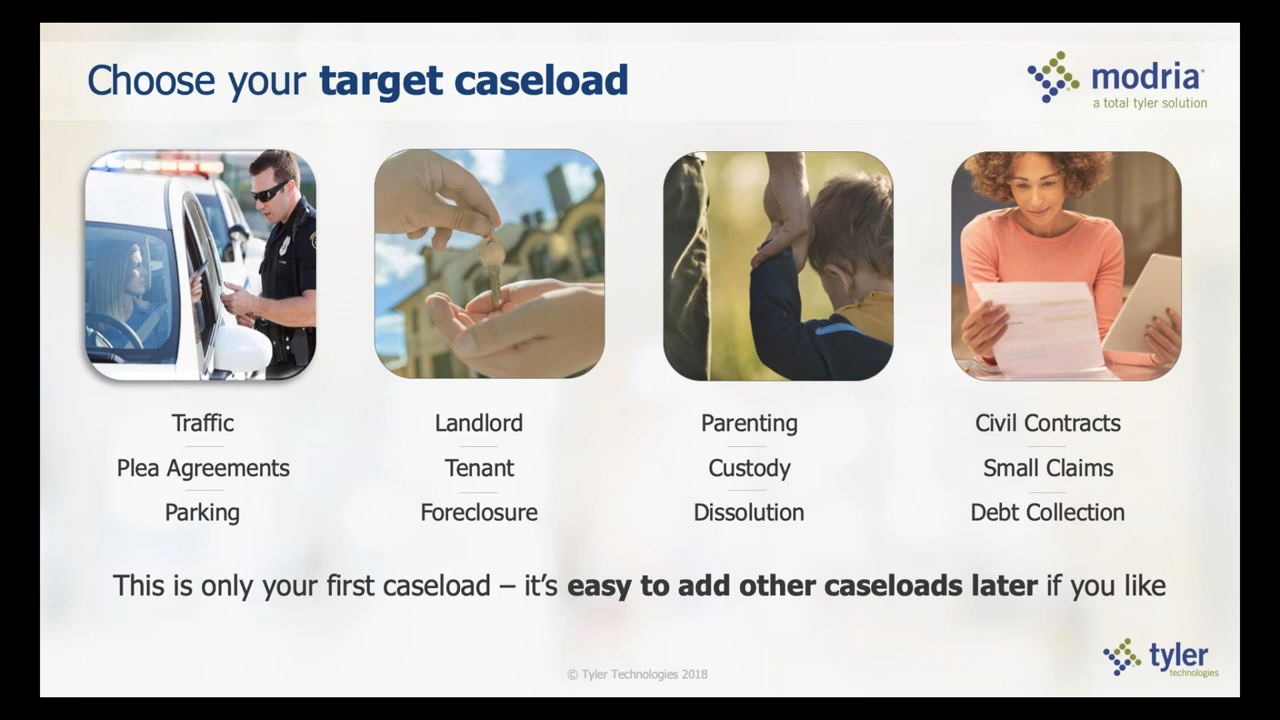 Choose your target caseload
modria
a total tyler solution
Traffic
Plea Agreements
Parking
Landlord
Tenant
Foreclosure
Parenting
Custody
Dissolution
Civil Contracts
Small Claims
Debt Collection
This is only your first caseload – it’s easy to add other caseloads later if you like
© Tyler Technologies 2018
tyler
technologies